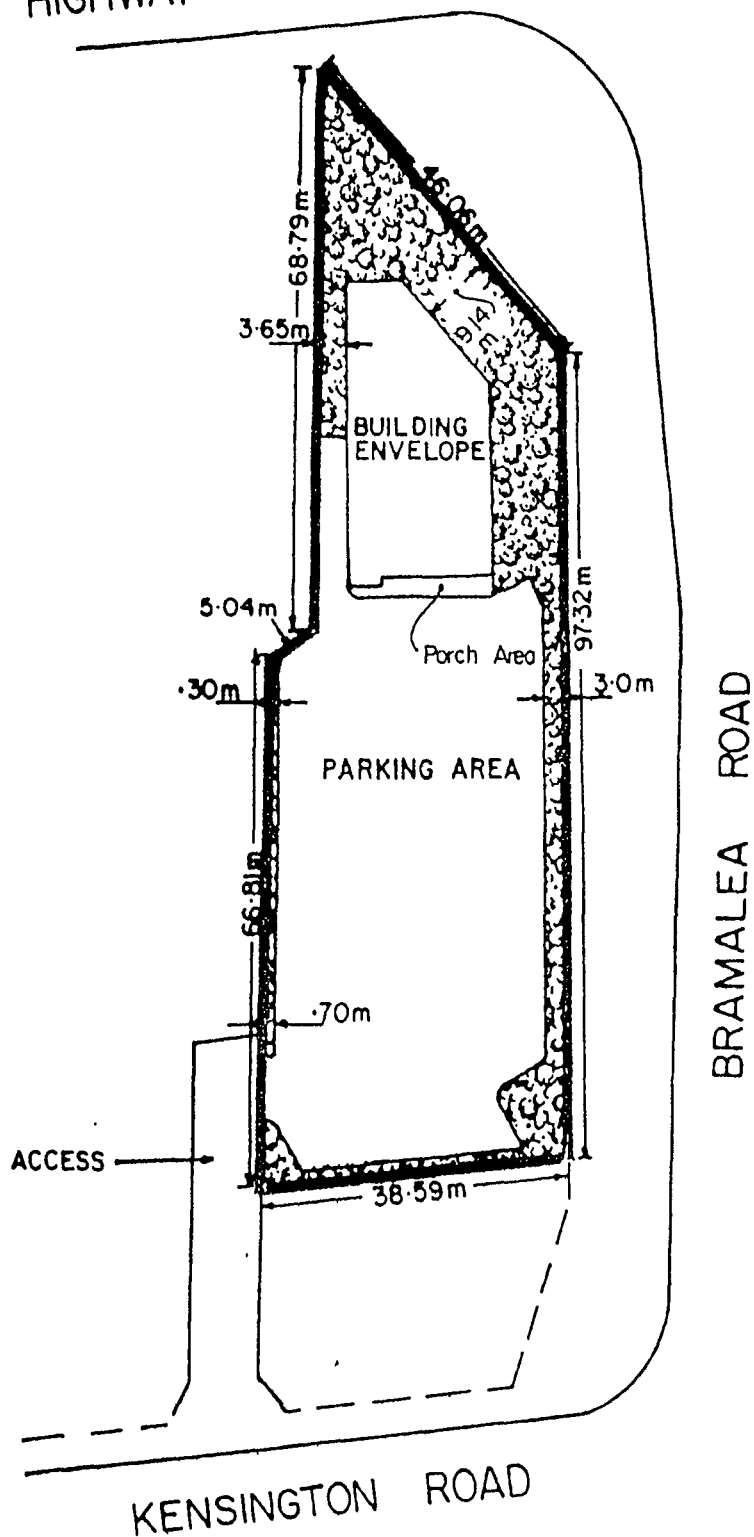 HIGHWAY
68.79m
46.06m
3.65m
9.14m
BUILDING
ENVELOPE
5.04m
Porch Area
97.32m
.30m
3.0m
PARKING AREA
66.81m
.70m
BRAMALEA ROAD
ACCESS
38.59m
KENSINGTON ROAD